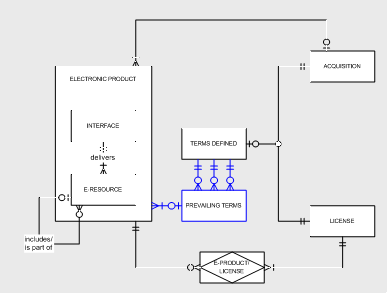 ELECTRONIC PRODUCT
ACQUISITION
INTERFACE
TERMS DEFINED
delivers
E-RESOURCE
PREVAILING TERMS
LICENSE
includes/
is part of
E-PRODUCT/
LICENSE